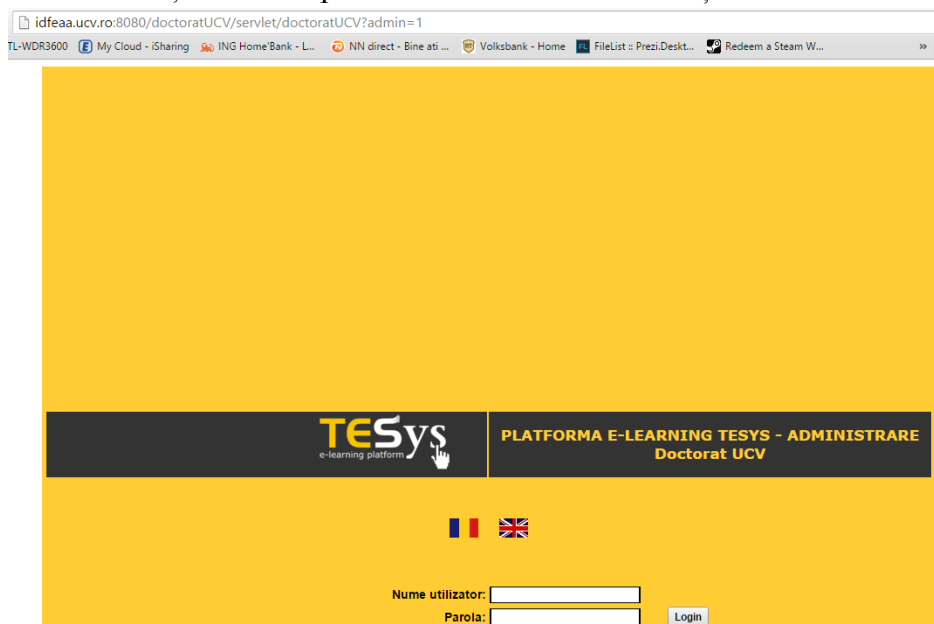 idfeaa.ucv.ro:8080/doctoratUCV/servlet/doctoratUCV?admin=1
TL-WDR3600 My Cloud - iSharing ING Home'Bank - L... NN direct - Bine ati ... Volksbank - Home FL FileList :: Prezi.Deskt... Redeem a Steam W... »
TESys
e-learning platform
PLATFORMA E-LEARNING TESYS - ADMINISTRARE
Doctorat UCV
Nume utilizator:
Parola: Login